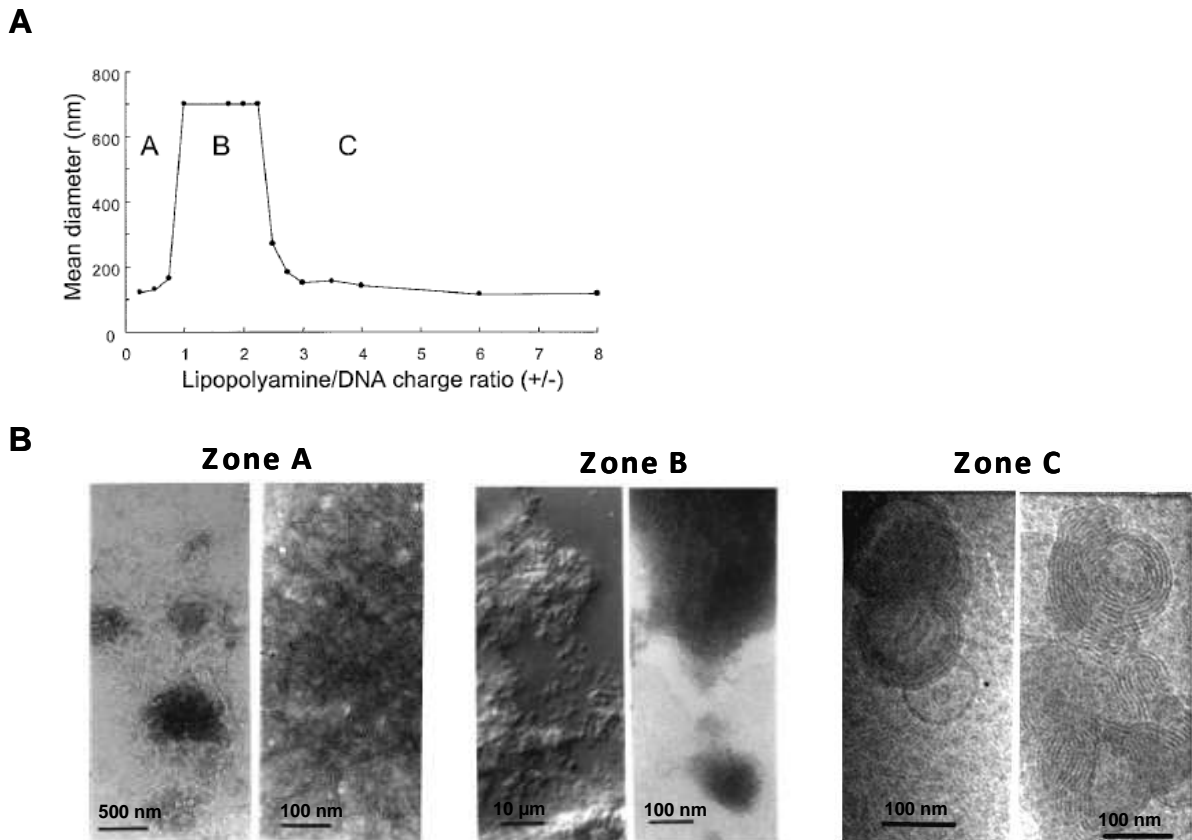 A
Mean diameter (nm)
800
600
400
200
0
A B C
0 1 2 3 4 5 6 7 8
Lipopolyamine/DNA charge ratio (+/-)
B
Zone A Zone B Zone C
500 nm 100 nm 10 µm 100 nm 100 nm 100 nm